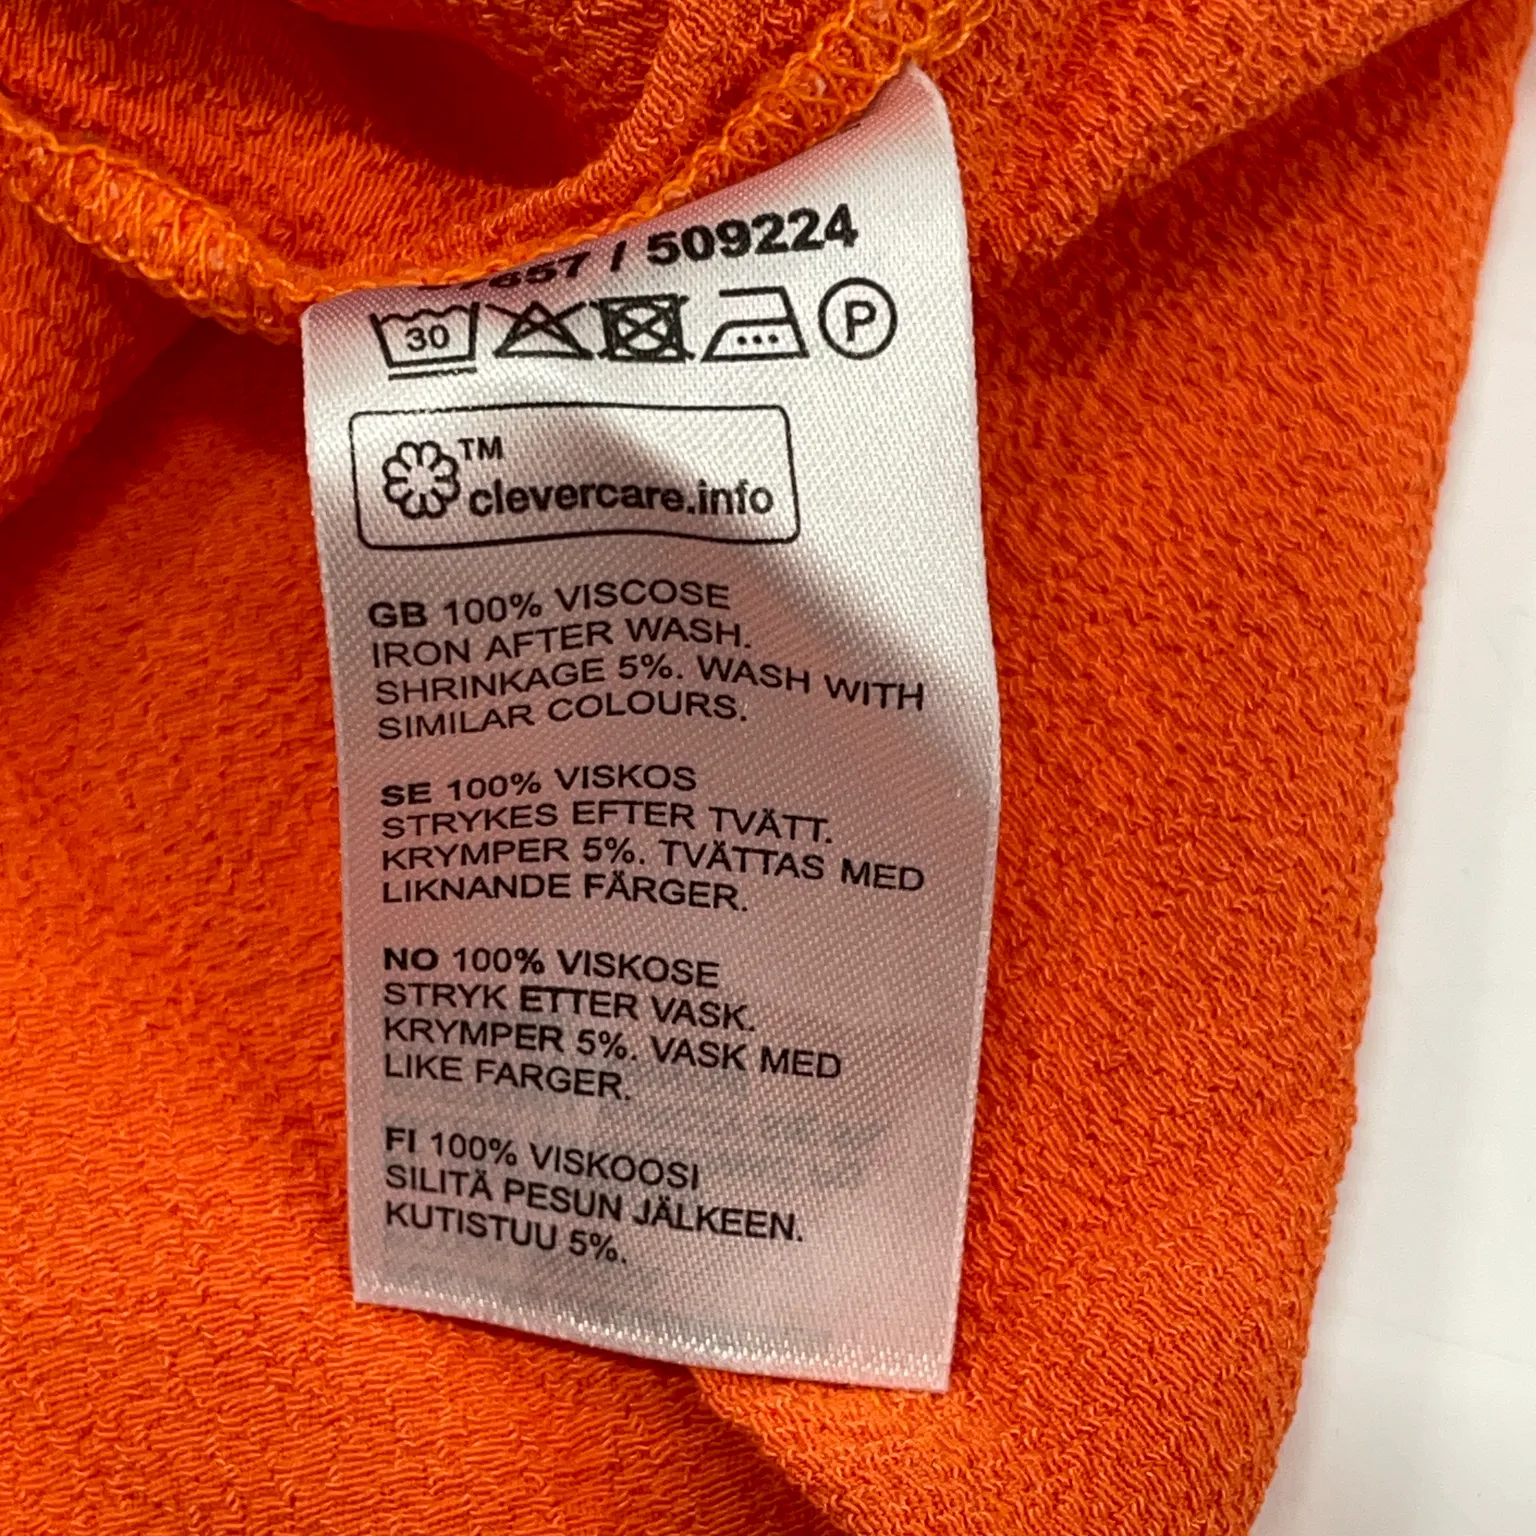 / 509224
30
P
TM
clevercare.info
GB 100% VISCOSE
IRON AFTER WASH.
SHRINKAGE 5%. WASH WITH
SIMILAR COLOURS.
SE 100% VISKOS
STRYKES EFTER TVÄTT.
KRYMPER 5%. TVÄTTAS MED
LIKNANDE FÄRGER.
NO 100% VISKOSE
STRYK ETTER VASK.
KRYMPER 5%. VASK MED
LIKE FARGER.
FI 100% VISKOOSI
SILITÄ PESUN JÄLKEEN.
KUTISTUU 5%.